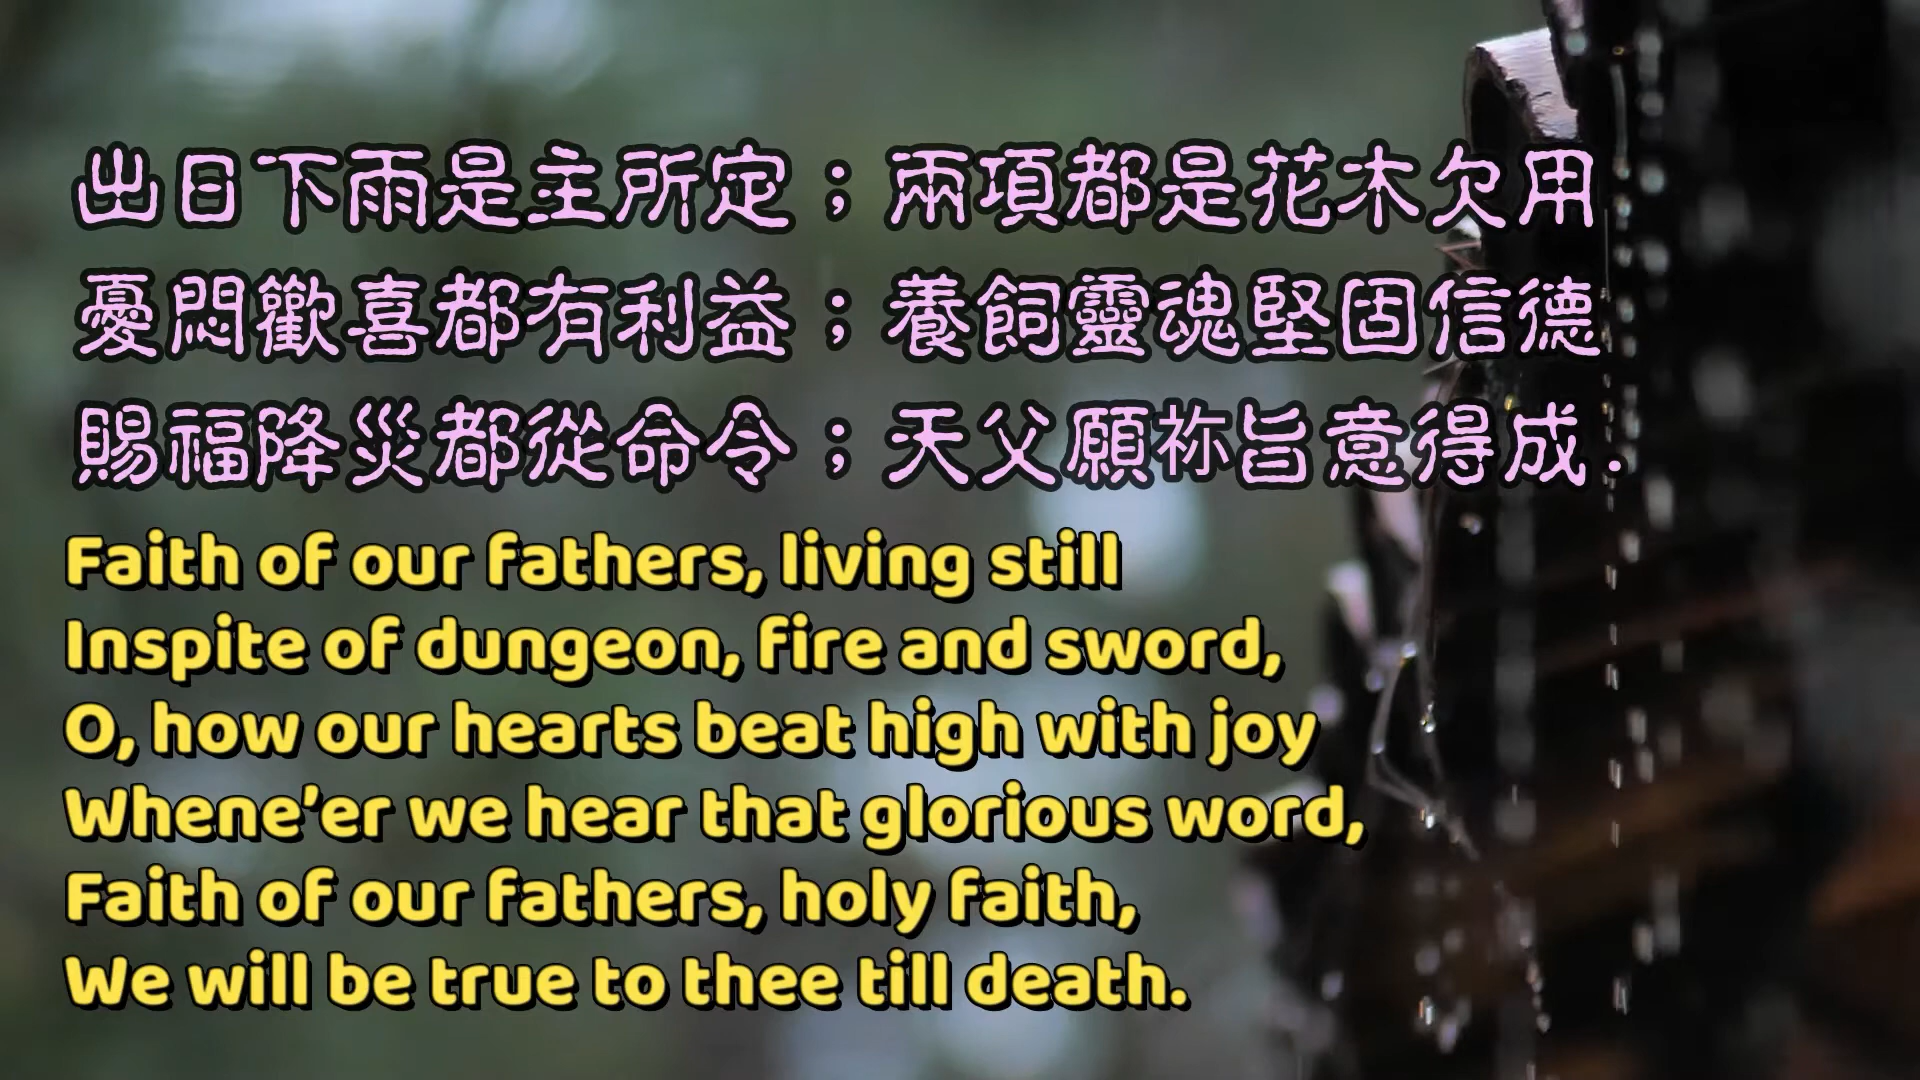 出日下雨是主所定；兩項都是花木欠用
憂悶歡喜都有利益；養飼靈魂堅固信德
賜福降災都從命令；天父願祢旨意得成.
Faith of our fathers, living still
Inspite of dungeon, fire and sword,
O, how our hearts beat high with joy
Whene’er we hear that glorious word,
Faith of our fathers, holy faith,
We will be true to thee till death.